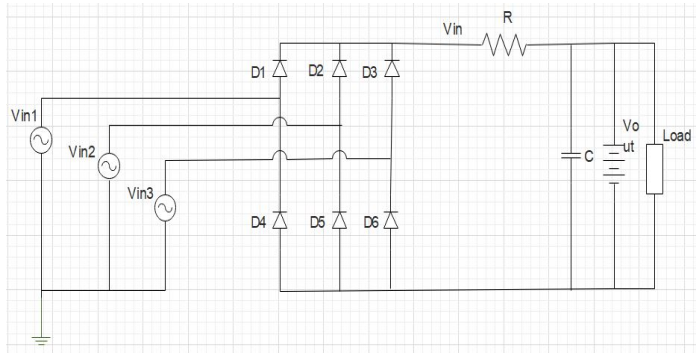 Vin R
D1 D2 D3
Vin1
Vin2
Vin3
Vo
ut
C
Load
D4 D5 D6